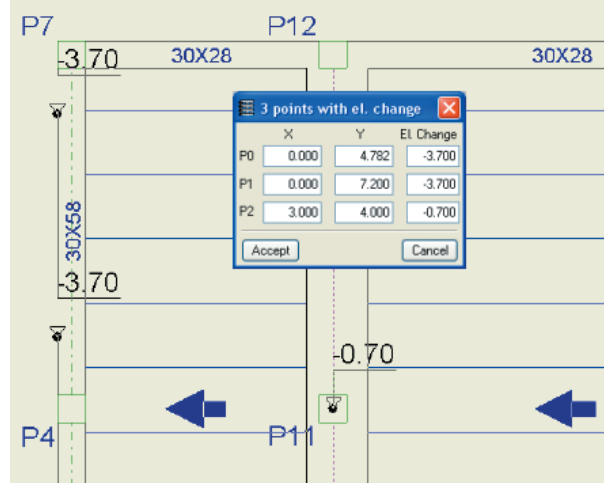 P7
P12
-3.70
30X28
30X28
3 points with el. change
X Y El. Change
P0 0.000 4.782 -3.700
P1 0.000 7.200 -3.700
P2 3.000 4.000 -0.700
Accept Cancel
30X58
-3.70
-0.70
P4
P11